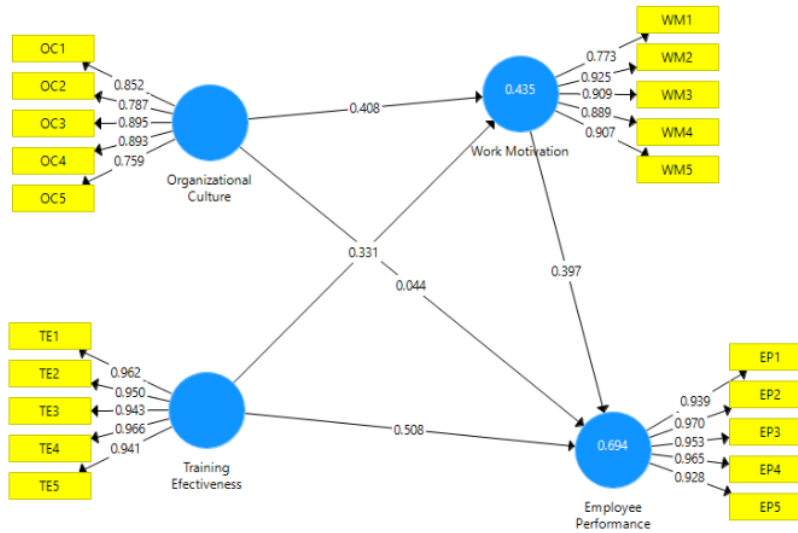 OC1
OC2
OC3
OC4
OC5
0.852
0.787
0.895
0.893
0.759
Organizational
Culture
0.408
0.435
Work Motivation
0.773
0.925
0.909
0.889
0.907
WM1
WM2
WM3
WM4
WM5
0.331
0.044
0.397
TE1
TE2
TE3
TE4
TE5
0.962
0.950
0.943
0.966
0.941
Training
Efectiveness
0.508
0.694
Employee
Performance
0.939
0.970
0.953
0.965
0.928
EP1
EP2
EP3
EP4
EP5